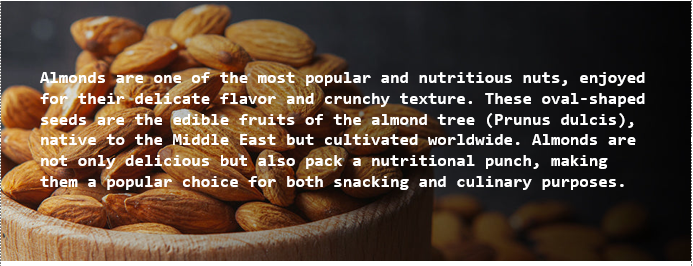 Almonds are one of the most popular and nutritious nuts, enjoyed
for their delicate flavor and crunchy texture. These oval-shaped
seeds are the edible fruits of the almond tree (Prunus dulcis),
native to the Middle East but cultivated worldwide. Almonds are
not only delicious but also pack a nutritional punch, making
them a popular choice for both snacking and culinary purposes.